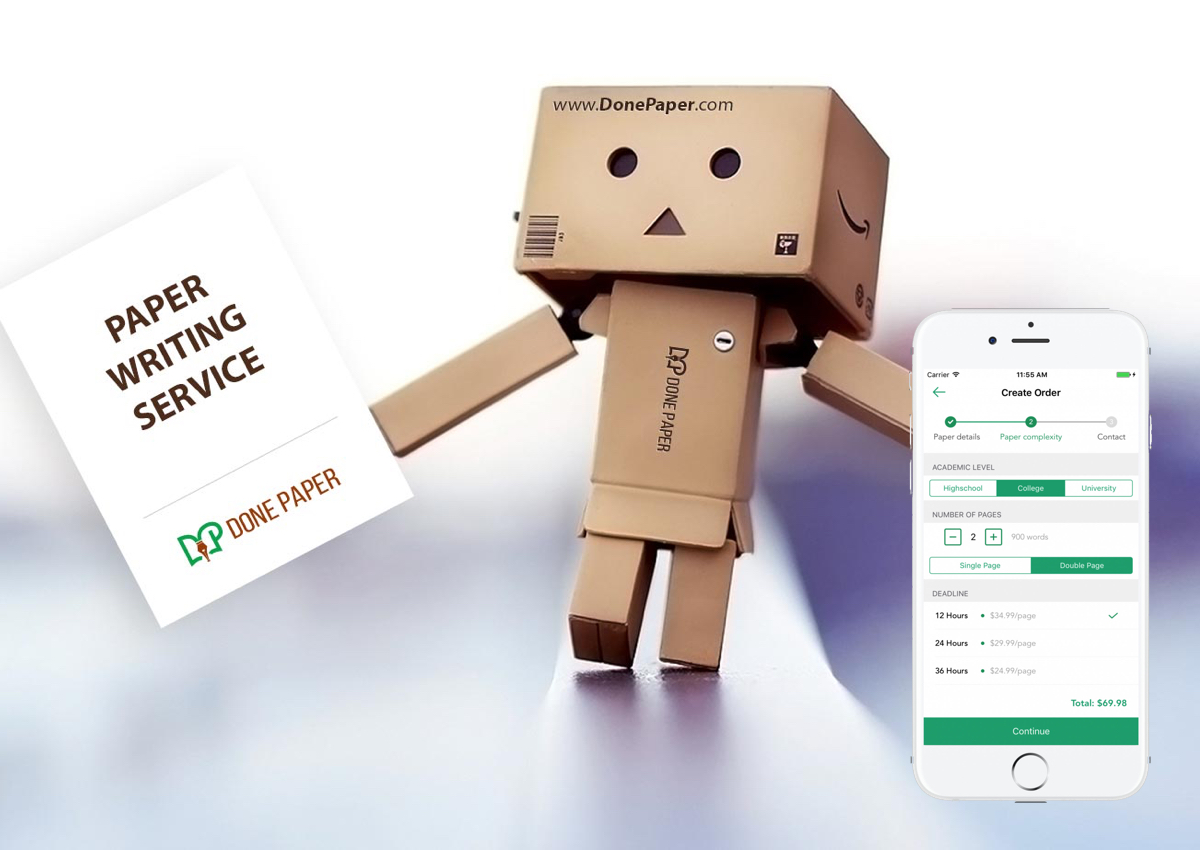 www.DonePaper.com
PAPER
WRITING
SERVICE
DP DONE PAPER
DP DONE PAPER
Carrier 11:55 AM
Create Order
2 3
Paper details Paper complexity Contact
ACADEMIC LEVEL
Highschool College University
NUMBER OF PAGES
− 2 + 900 words
Single Page Double Page
DEADLINE
12 Hours • $34.99/page
24 Hours • $29.99/page
36 Hours • $24.99/page
Total: $69.98
Continue